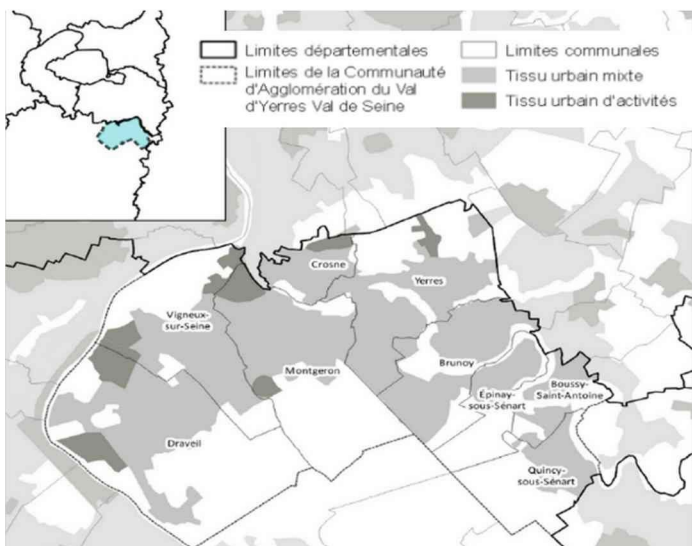 Limites départementales
Limites de la Communauté
d'Agglomération du Val
d'Yerres Val de Seine
Limites communales
Tissu urbain mixte
Tissu urbain d'activités
Crosne
Yerres
Vigneux-
sur-Seine
Montgeron
Brunoy
Épinay-
sous-Sénart
Boussy-
Saint-Antoine
Draveil
Quincy-
sous-Sénart